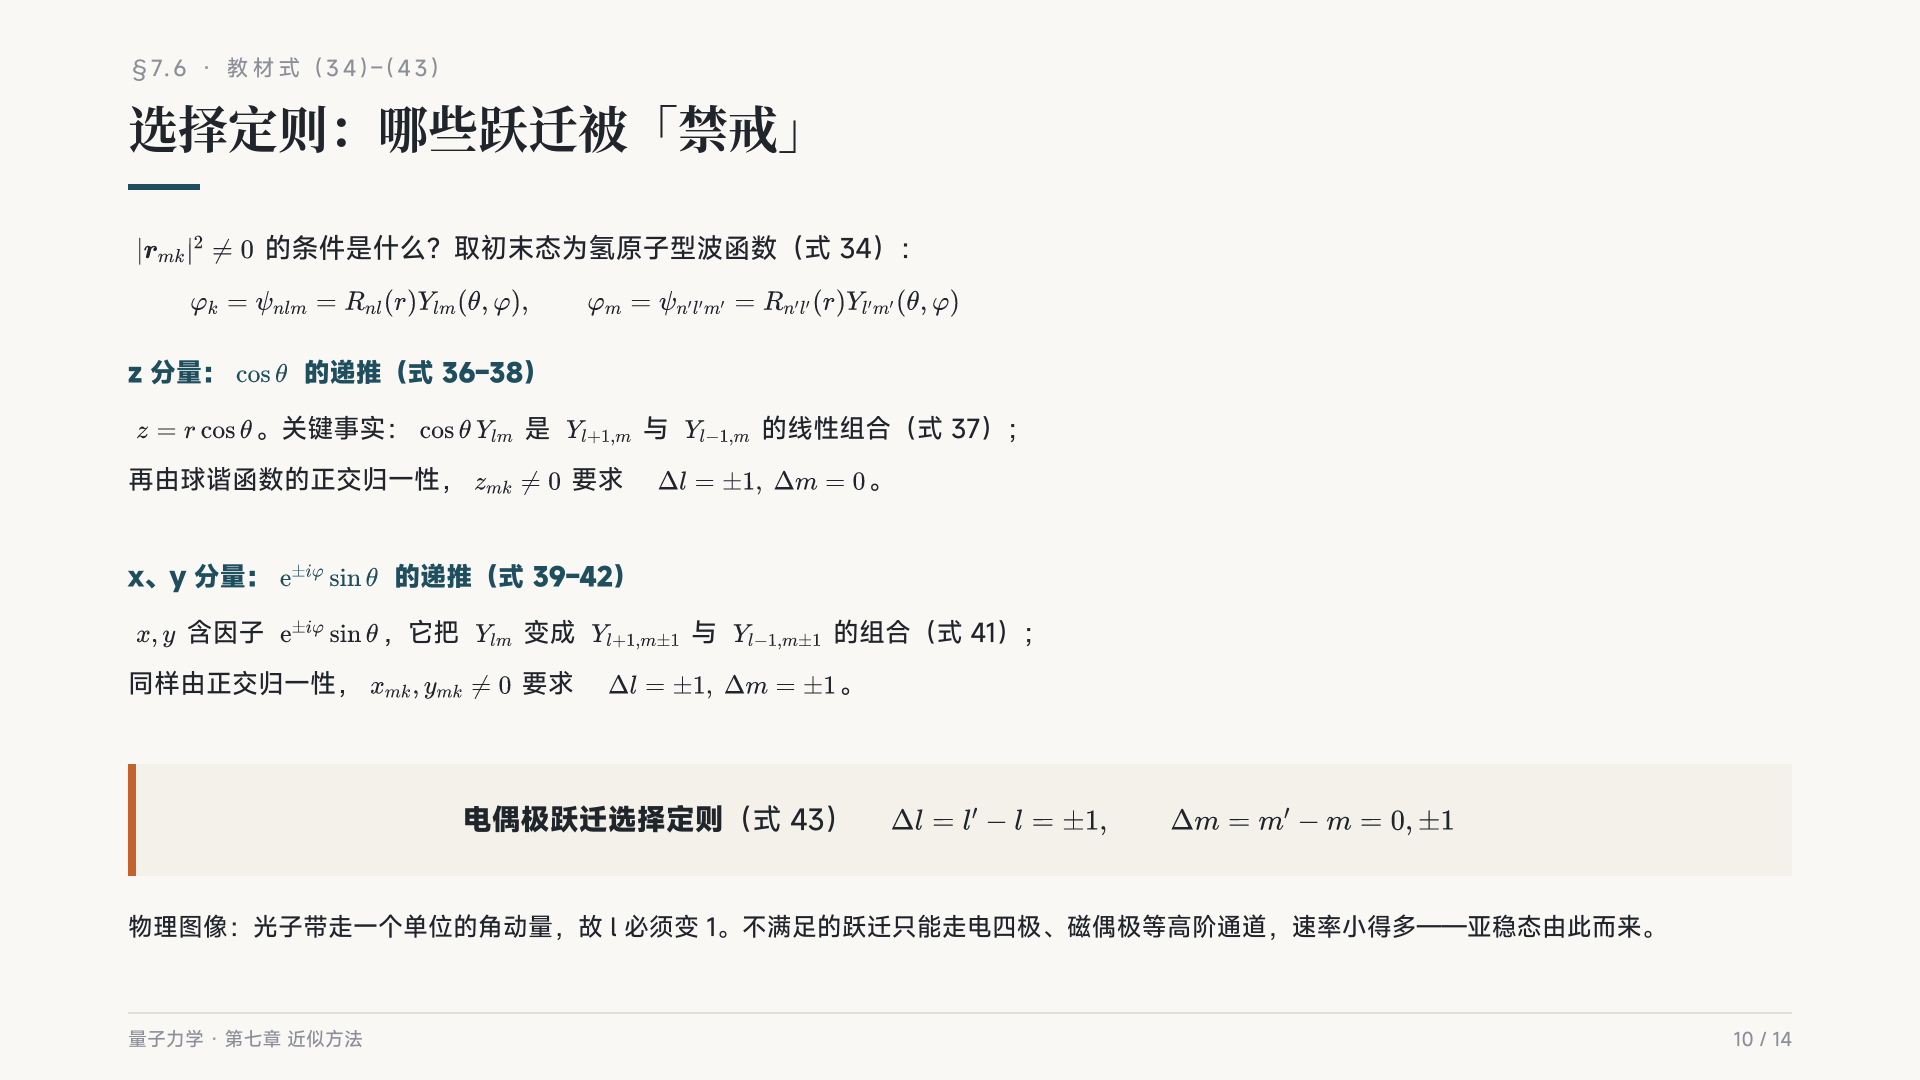 §7.6 · 教材式 (34)–(43)
选择定则：哪些跃迁被「禁戒」
|r_{mk}|² ≠ 0 的条件是什么？取初末态为氢原子型波函数（式 34）：
φ_k = ψ_{nlm} = R_{nl}(r)Y_{lm}(θ, φ),  φ_m = ψ_{n′l′m′} = R_{n′l′}(r)Y_{l′m′}(θ, φ)
z 分量： cos θ 的递推（式 36–38）
z = r cos θ。关键事实： cos θ Y_{lm} 是 Y_{l+1,m} 与 Y_{l−1,m} 的线性组合（式 37）；
再由球谐函数的正交归一性， z_{mk} ≠ 0 要求 Δl = ±1, Δm = 0。
x、y 分量： e^{±iφ} sin θ 的递推（式 39–42）
x, y 含因子 e^{±iφ} sin θ，它把 Y_{lm} 变成 Y_{l+1,m±1} 与 Y_{l−1,m±1} 的组合（式 41）；
同样由正交归一性， x_{mk}, y_{mk} ≠ 0 要求 Δl = ±1, Δm = ±1。
电偶极跃迁选择定则（式 43） Δl = l′ − l = ±1,  Δm = m′ − m = 0, ±1
物理图像：光子带走一个单位的角动量，故 l 必须变 1。不满足的跃迁只能走电四极、磁偶极等高阶通道，速率小得多——亚稳态由此而来。
量子力学 · 第七章 近似方法
10 / 14